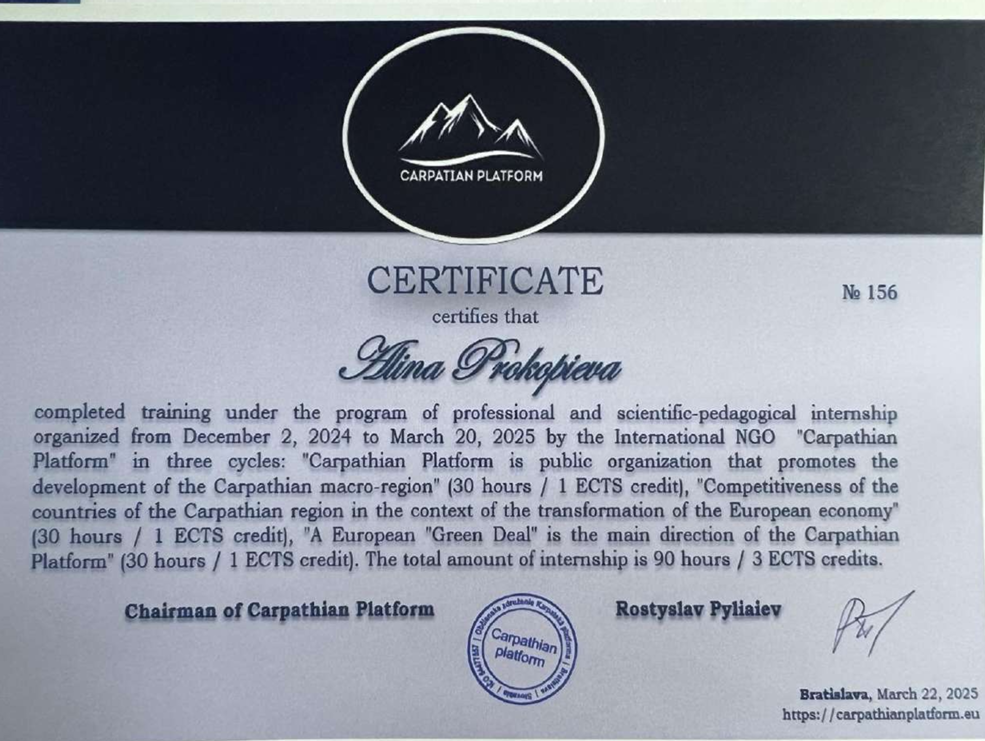 CARPATIAN PLATFORM
CERTIFICATE
№ 156
certifies that
Alina Prokopieva
completed training under the program of professional and scientific-pedagogical internship
organized from December 2, 2024 to March 20, 2025 by the International NGO "Carpathian
Platform" in three cycles: "Carpathian Platform is public organization that promotes the
development of the Carpathian macro-region" (30 hours / 1 ECTS credit), "Competitiveness of the
countries of the Carpathian region in the context of the transformation of the European economy"
(30 hours / 1 ECTS credit), "A European "Green Deal" is the main direction of the Carpathian
Platform" (30 hours / 1 ECTS credit). The total amount of internship is 90 hours / 3 ECTS credits.
Chairman of Carpathian Platform
Rostyslav Pyliaiev
Carpathian
platform
Bratislava, March 22, 2025
https://carpathianplatform.eu